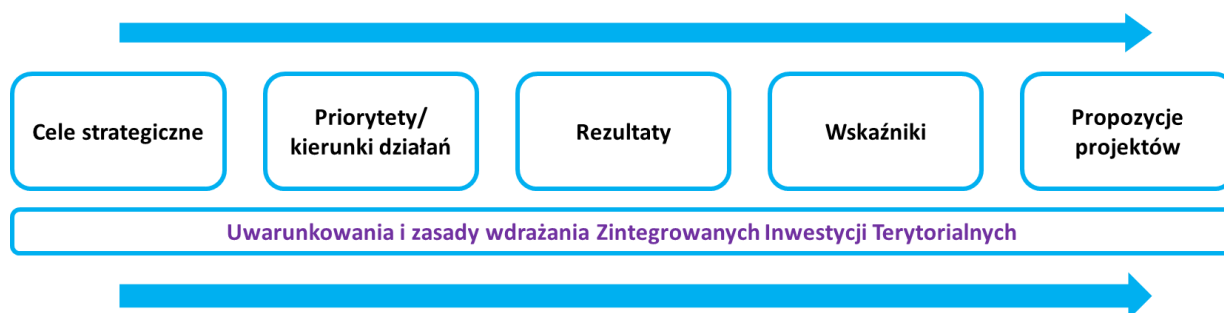 Cele strategiczne
Priorytety/
kierunki działań
Rezultaty
Wskaźniki
Propozycje
projektów
Uwarunkowania i zasady wdrażania Zintegrowanych Inwestycji Terytorialnych